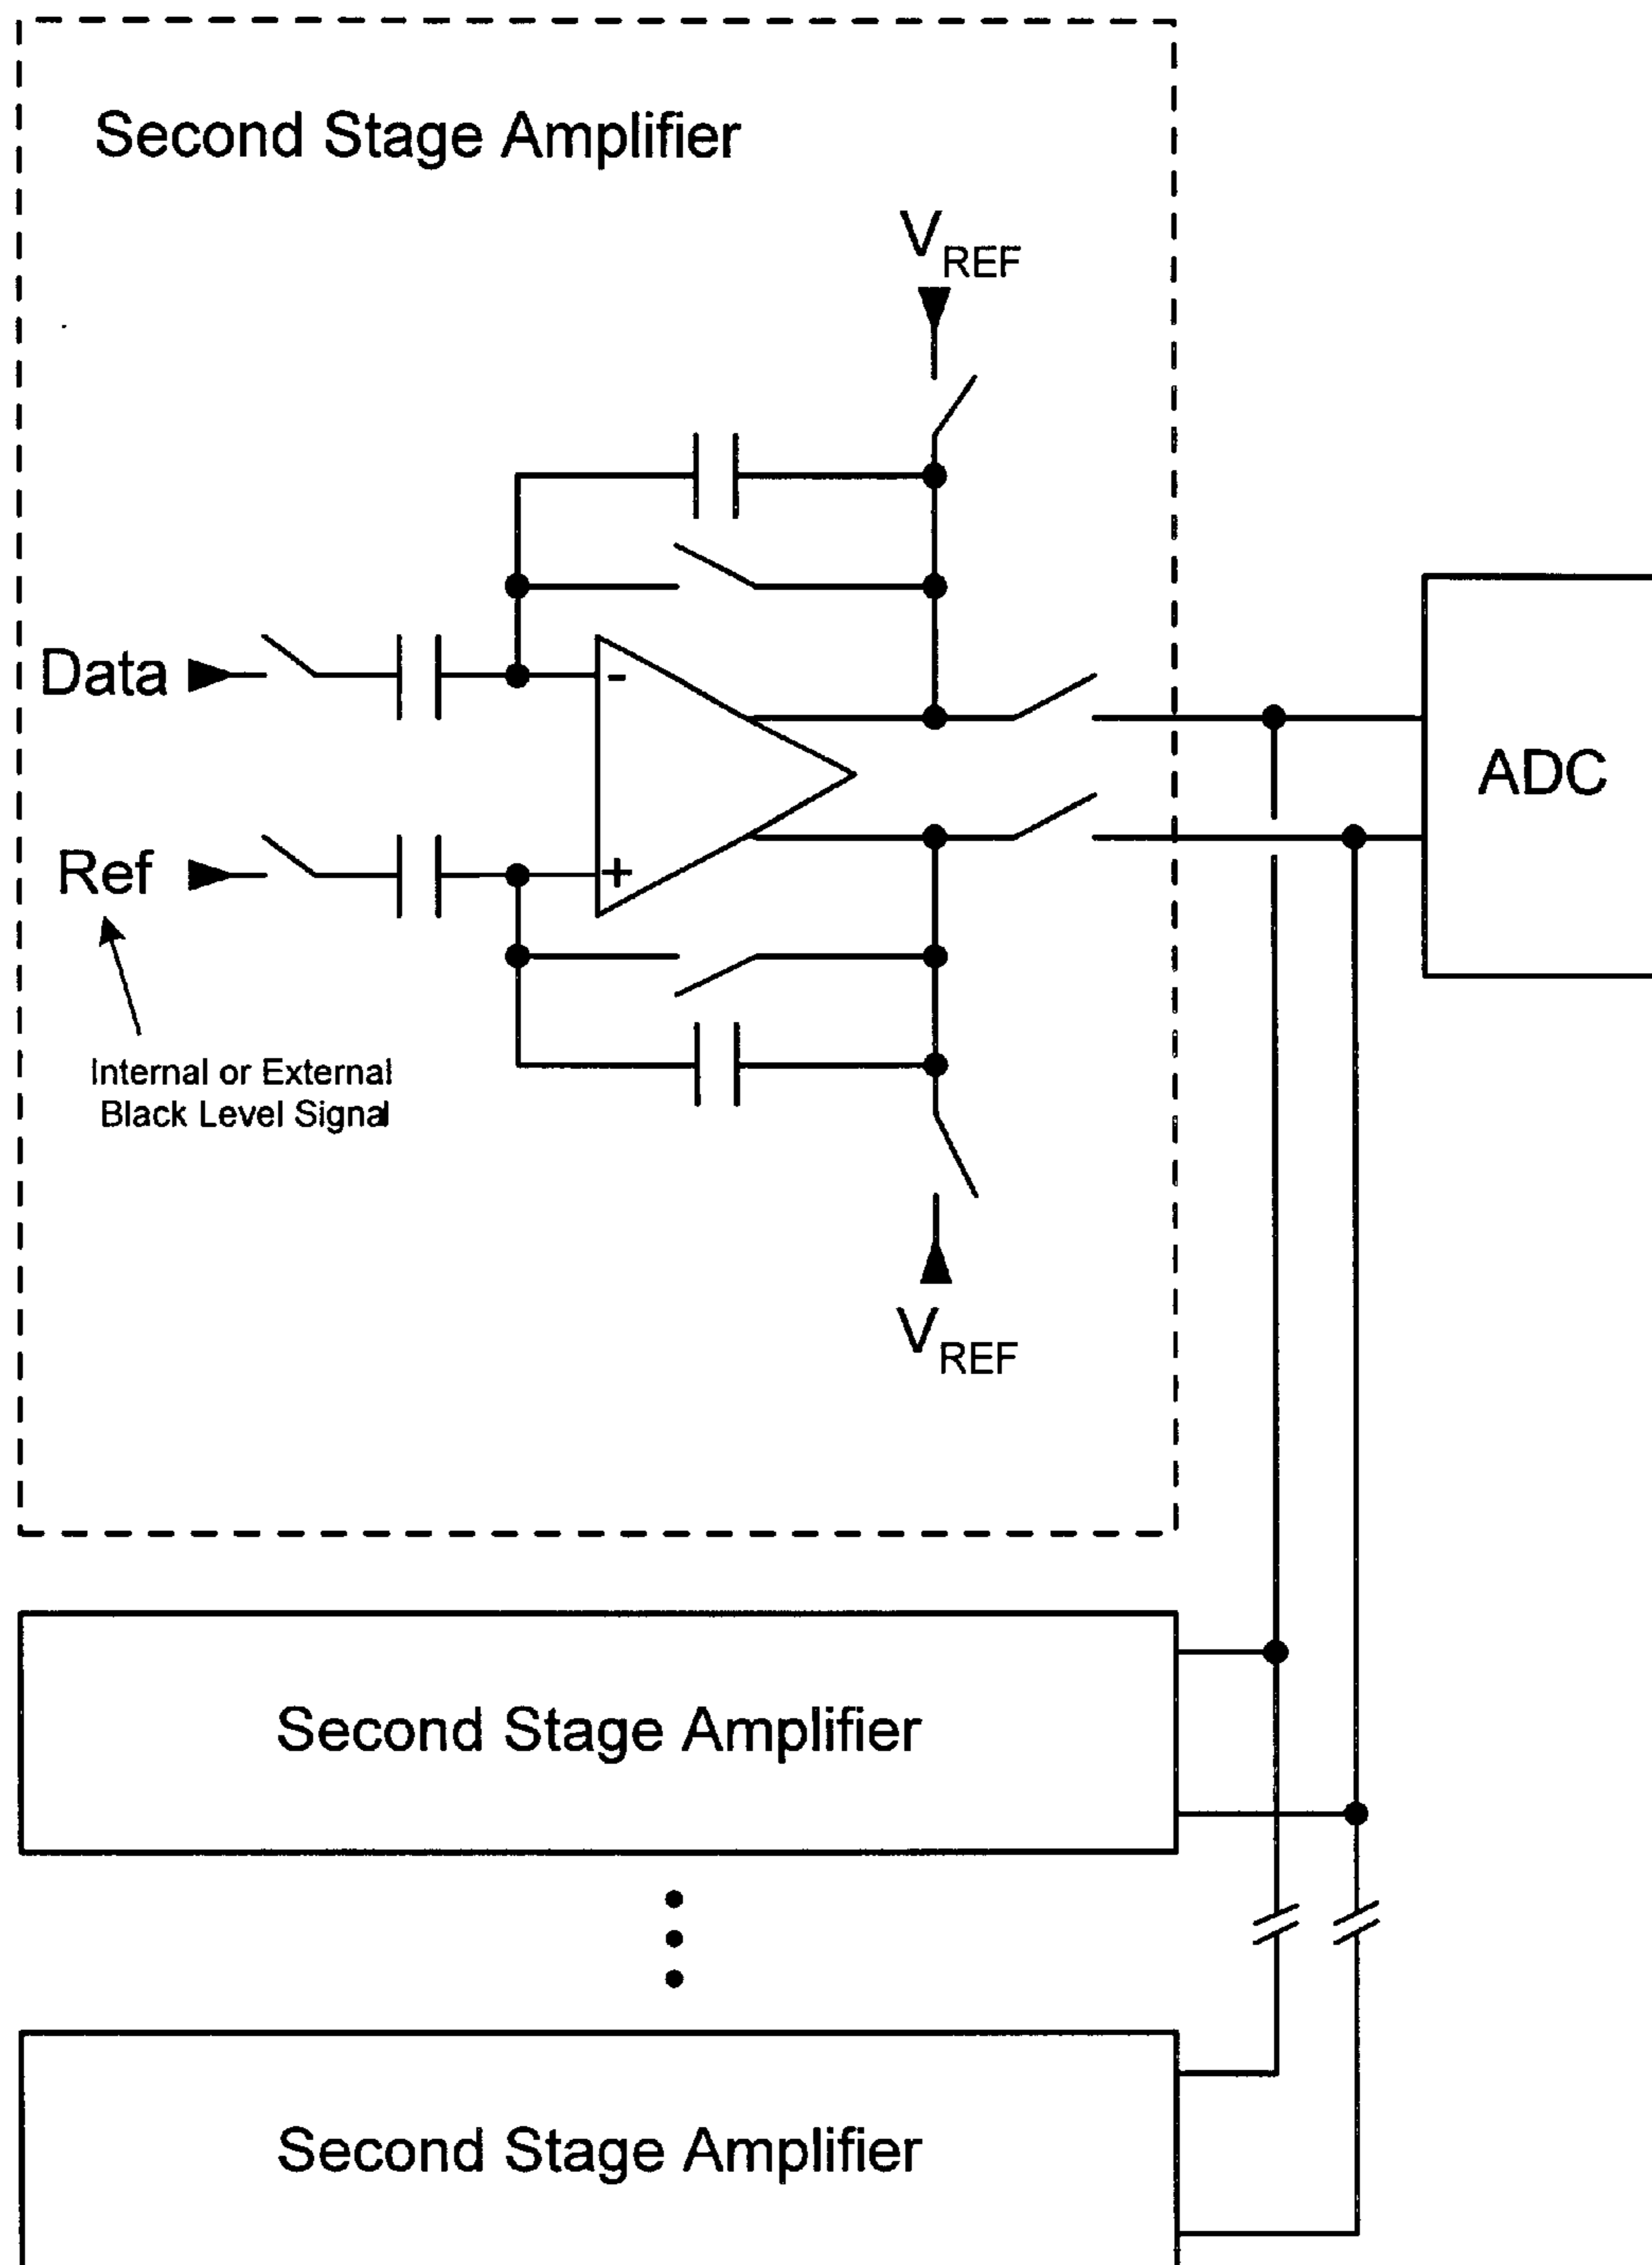 Second Stage Amplifier
VREF
Data
-
ADC
Ref
+
Internal or External
Black Level Signal
VREF
Second Stage Amplifier
Second Stage Amplifier